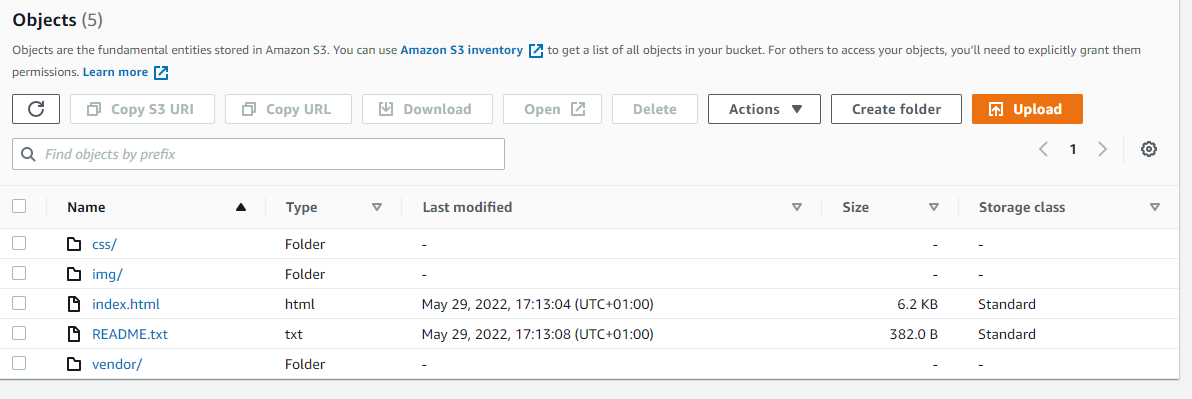 Objects (5)
Objects are the fundamental entities stored in Amazon S3. You can use Amazon S3 inventory to get a list of all objects in your bucket. For others to access your objects, you'll need to explicitly grant them
permissions. Learn more
Copy S3 URI Copy URL Download Open Delete Actions Create folder Upload
Find objects by prefix 1
Name Type Last modified Size Storage class
css/ Folder - - -
img/ Folder - - -
index.html html May 29, 2022, 17:13:04 (UTC+01:00) 6.2 KB Standard
README.txt txt May 29, 2022, 17:13:08 (UTC+01:00) 382.0 B Standard
vendor/ Folder - - -